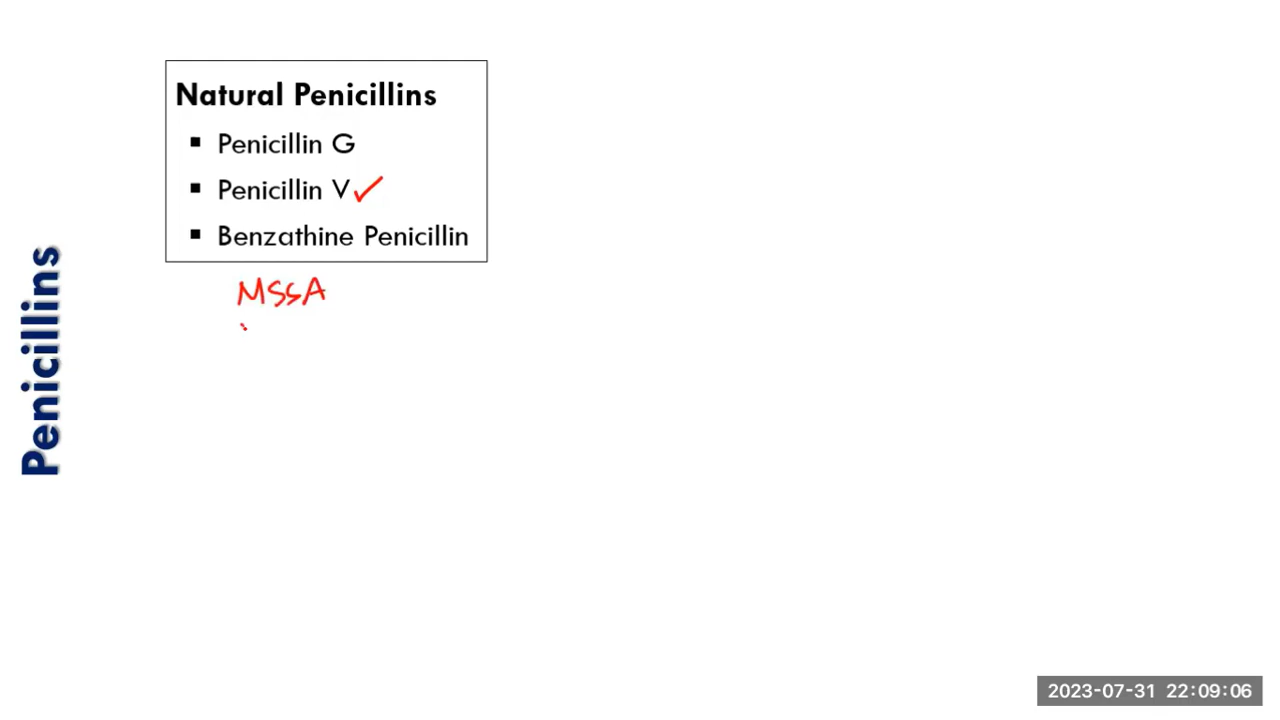 Natural Penicillins
▪ Penicillin G
▪ Penicillin V ✓
▪ Benzathine Penicillin
MSSA
Penicillins
2023-07-31 22:09:06